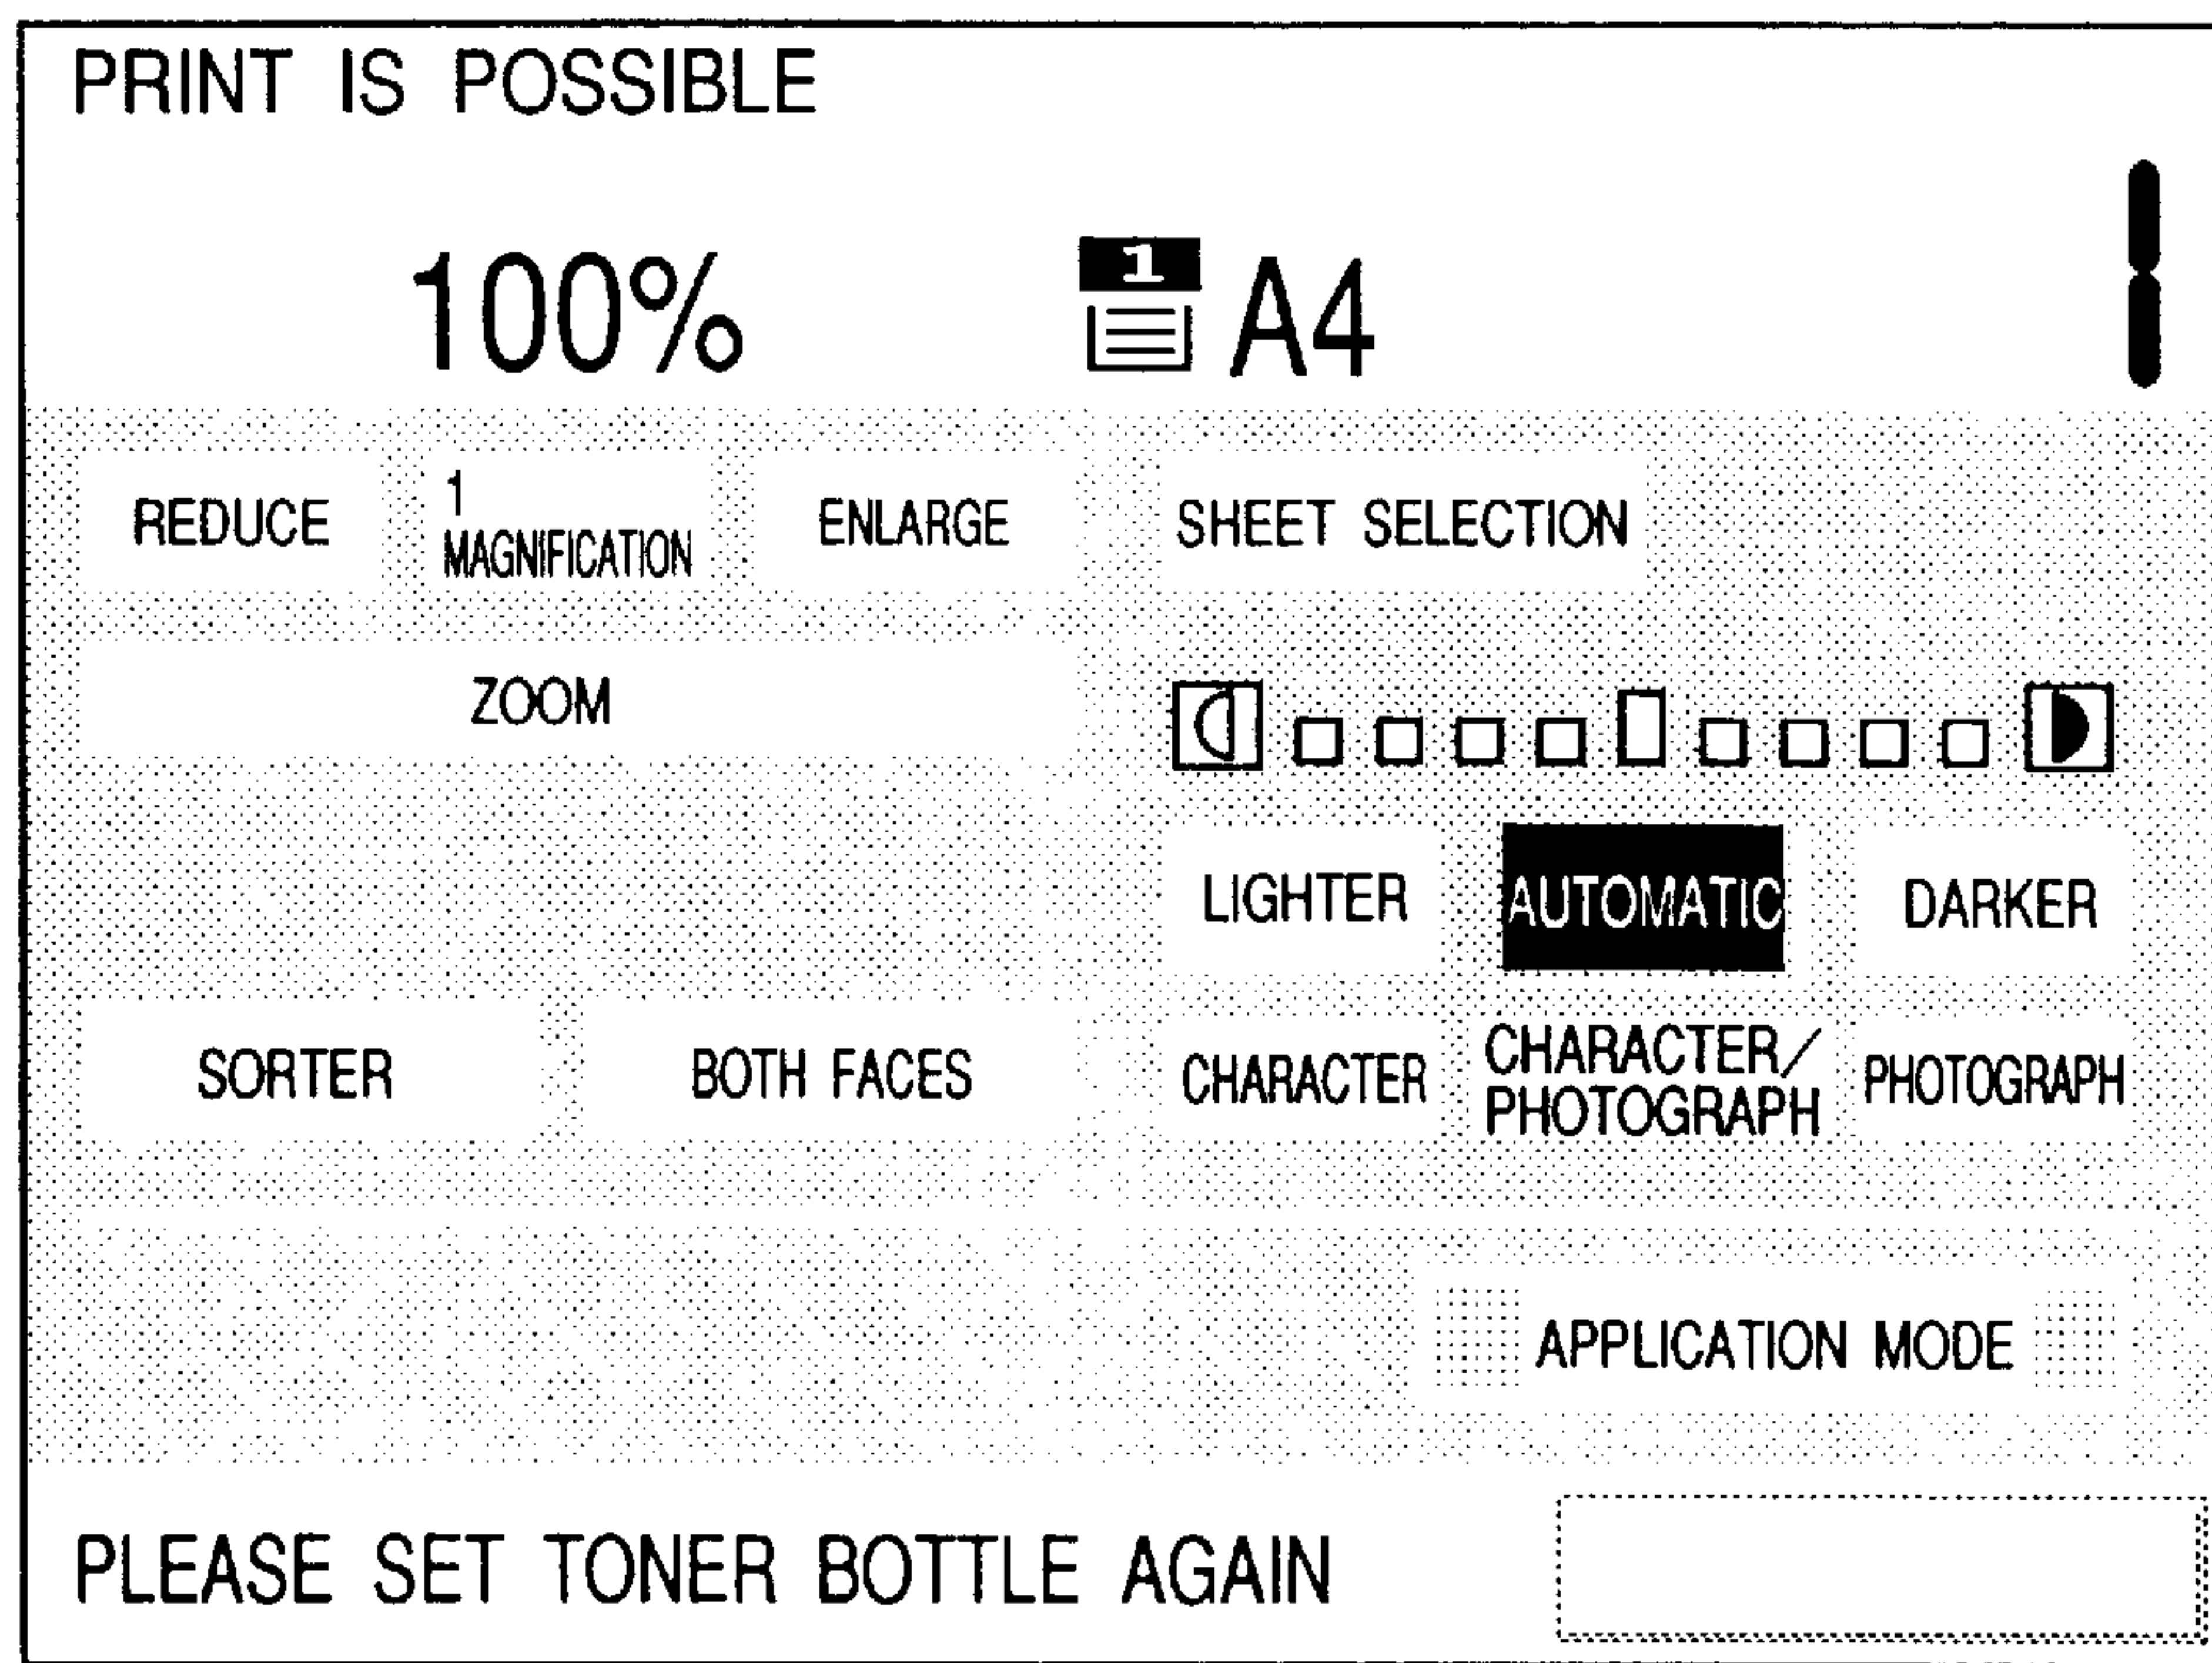 PRINT IS POSSIBLE
100% 1 A4 1
REDUCE 1 MAGNIFICATION ENLARGE SHEET SELECTION
ZOOM
LIGHTER AUTOMATIC DARKER
SORTER BOTH FACES CHARACTER CHARACTER/ PHOTOGRAPH
PHOTOGRAPH
APPLICATION MODE
PLEASE SET TONER BOTTLE AGAIN